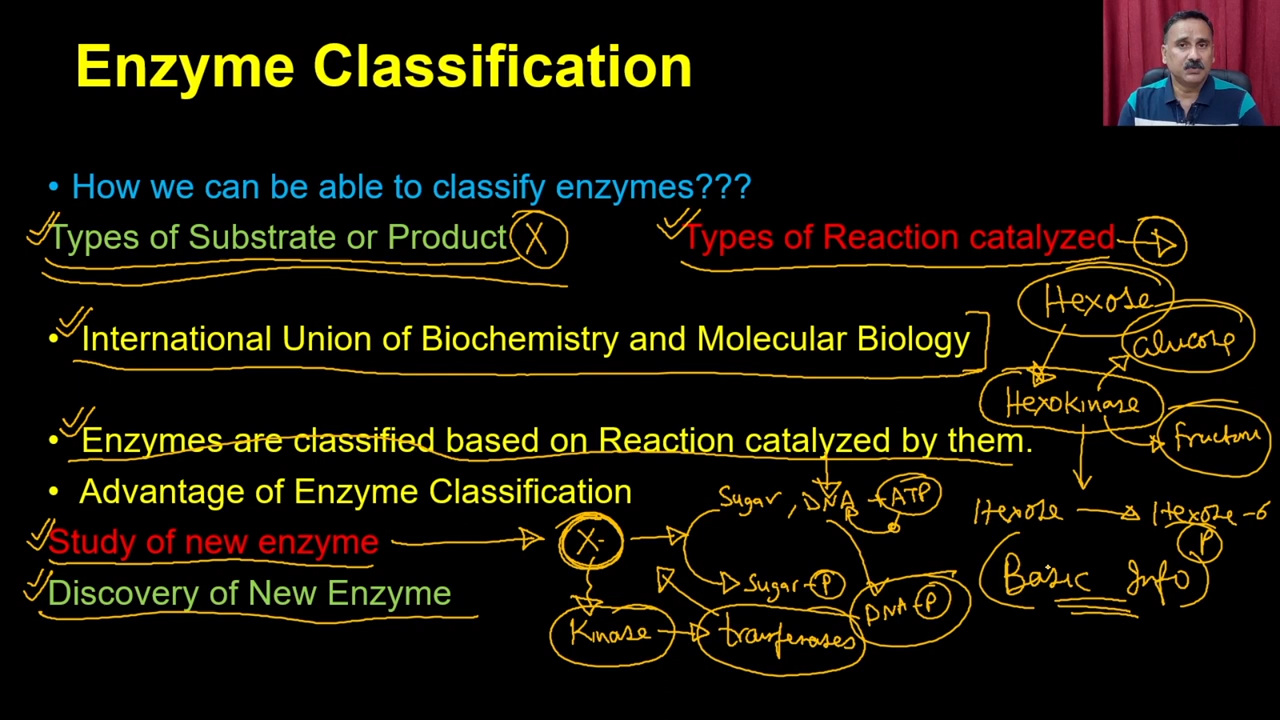 Enzyme Classification
• How we can be able to classify enzymes???
Types of Substrate or Product X
Types of Reaction catalyzed
Hexose
• International Union of Biochemistry and Molecular Biology
Glucose
Hexokinase
• Enzymes are classified based on Reaction catalyzed by them.
Fructose
• Advantage of Enzyme Classification
Sugar, DNA + ATP
Hexose → Hexose-6
P
Study of new enzyme
X
Basic Info
Discovery of New Enzyme
Sugar-P
DNA-P
Kinase → tranferases